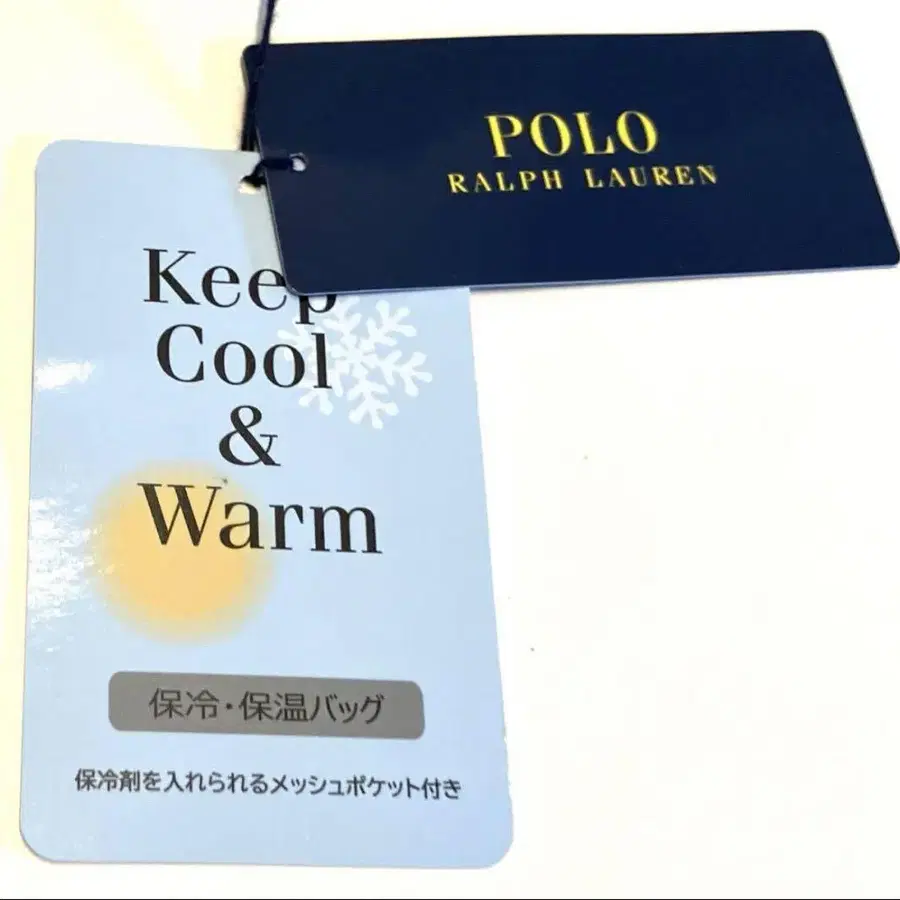 POLO
RALPH LAUREN
Keep
Cool
&
Warm
保冷・保温バッグ
保冷剤を入れられるメッシュポケット付き